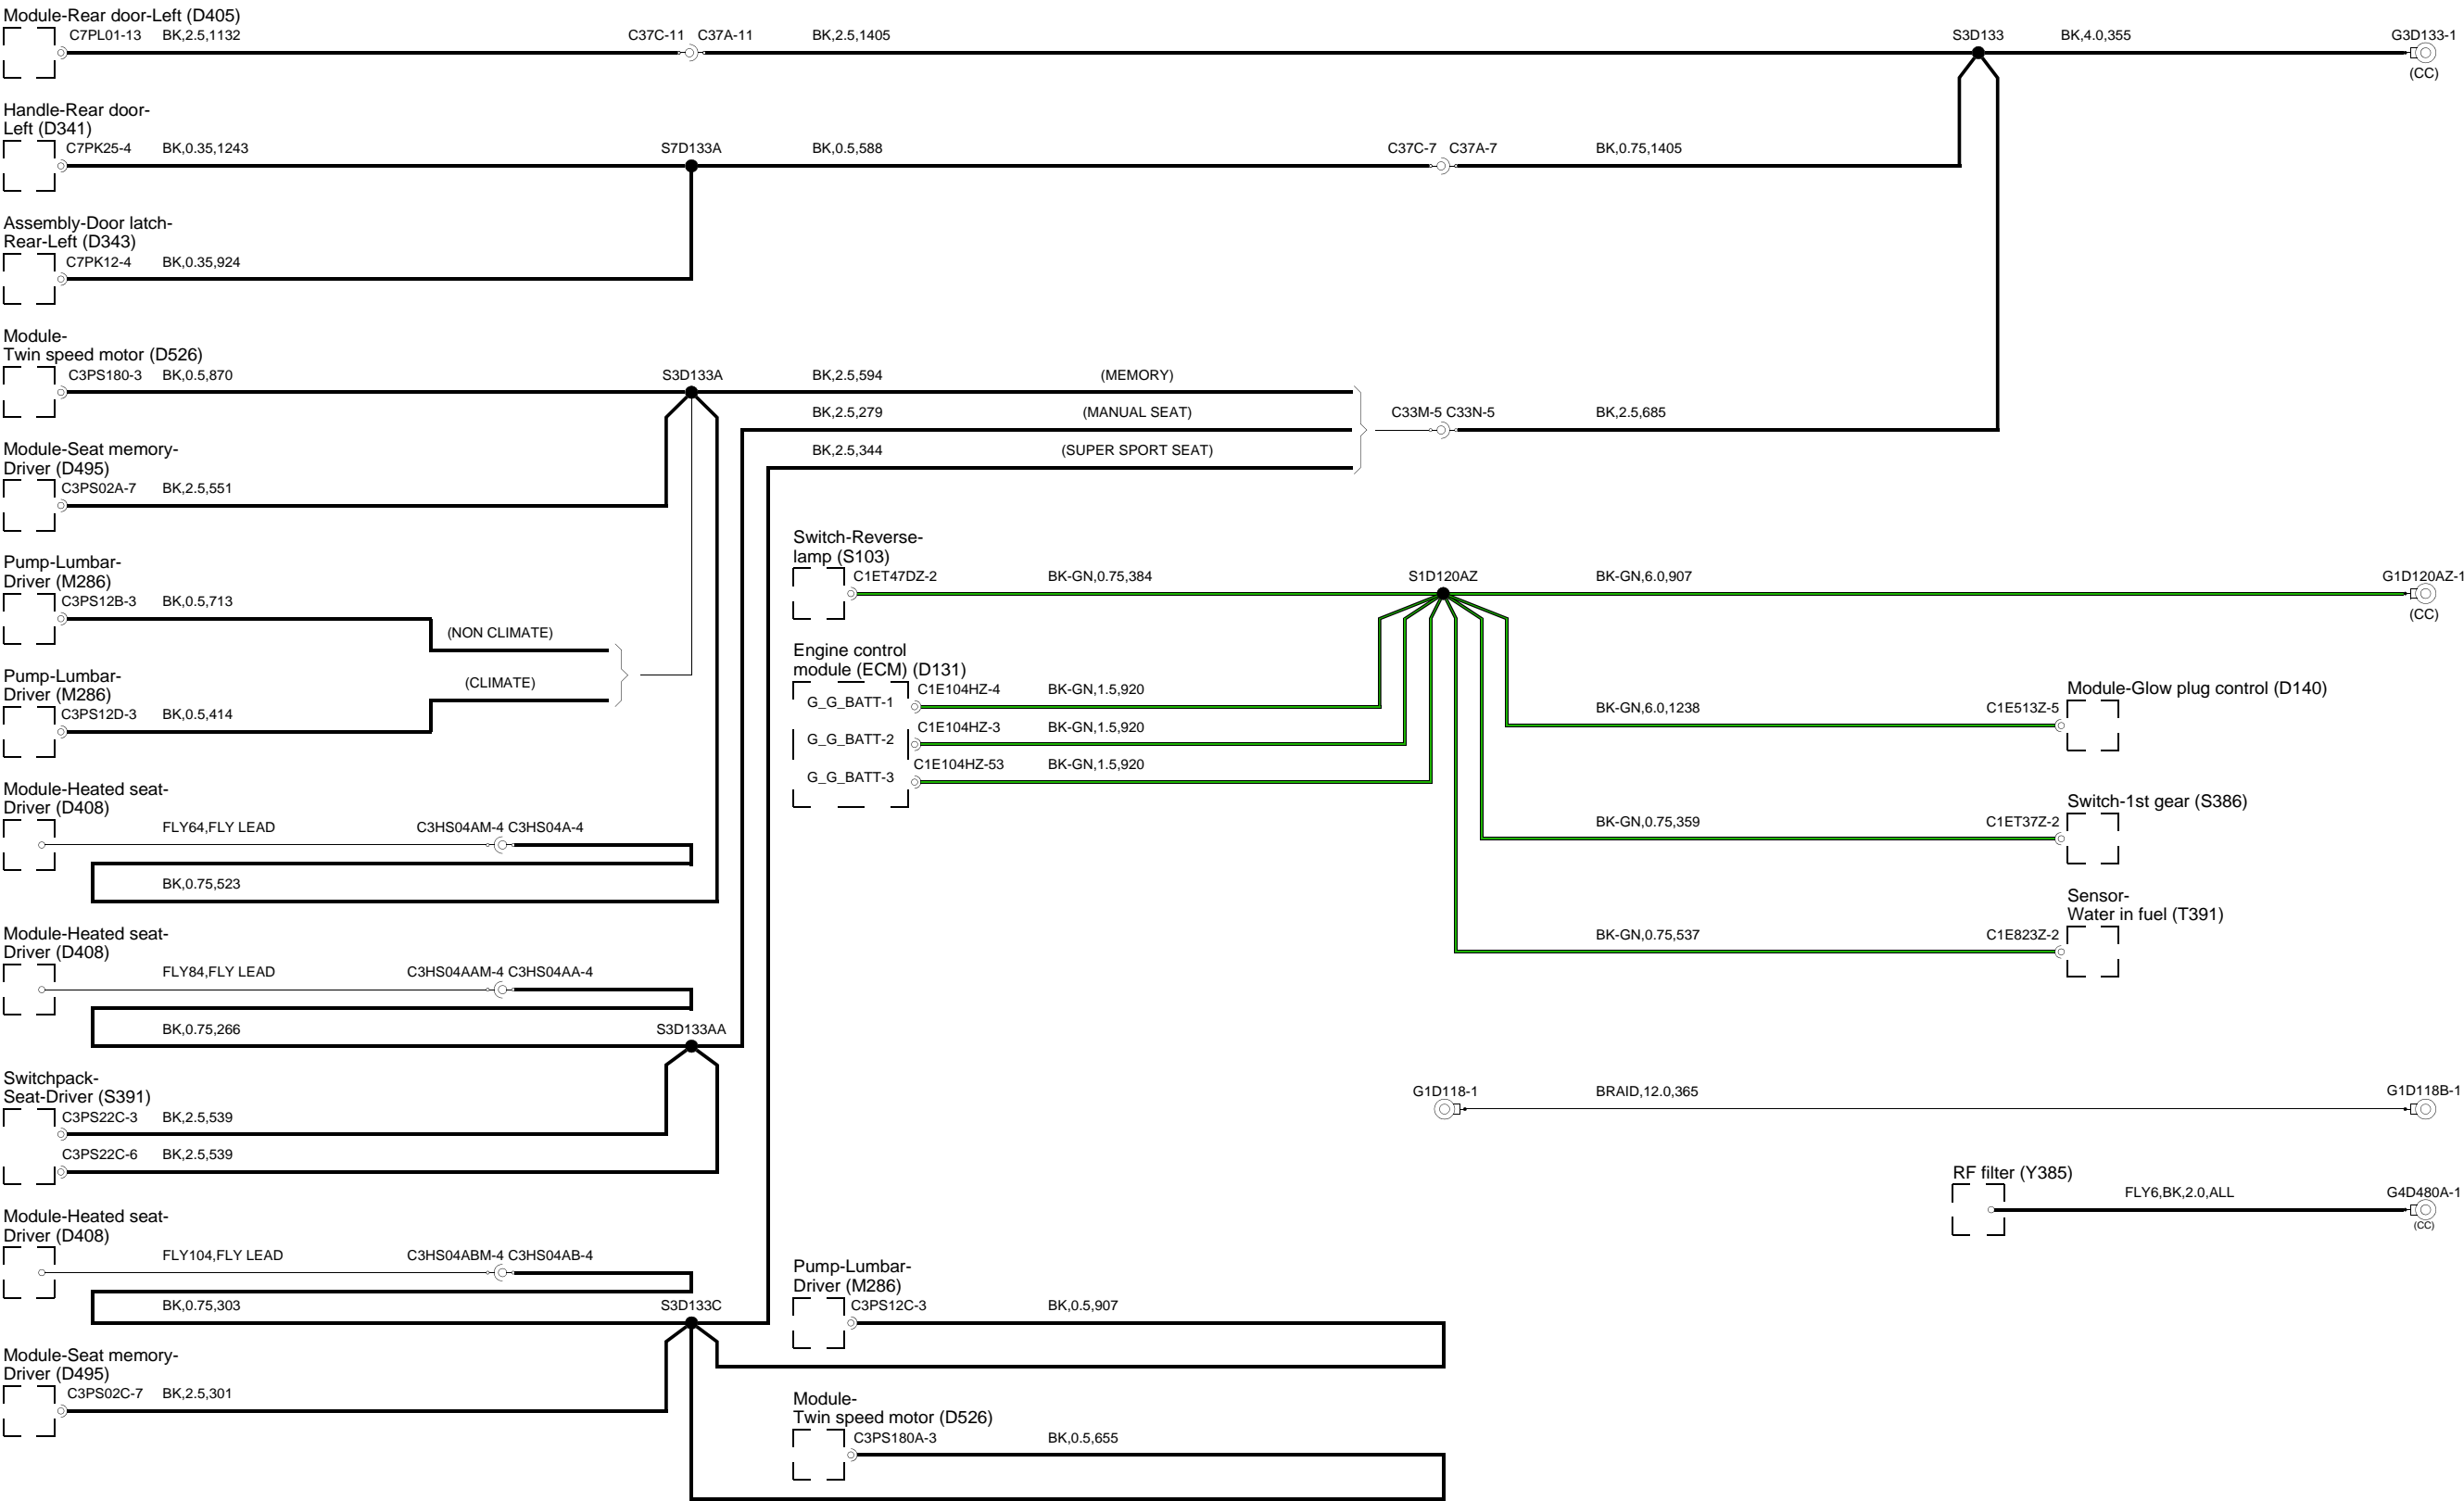 Module-Rear door-Left (D405)
C7PL01-13 BK,2.5,1132 C37C-11 C37A-11 BK,2.5,1405 S3D133 BK,4.0,355 G3D133-1
(CC)
Handle-Rear door-
Left (D341)
C7PK25-4 BK,0.35,1243 S7D133A BK,0.5,588 C37C-7 C37A-7 BK,0.75,1405
Assembly-Door latch-
Rear-Left (D343)
C7PK12-4 BK,0.35,924
Module-
Twin speed motor (D526)
C3PS180-3 BK,0.5,870 S3D133A BK,2.5,594 (MEMORY)
BK,2.5,279 (MANUAL SEAT) C33M-5 C33N-5 BK,2.5,685
BK,2.5,344 (SUPER SPORT SEAT)
Module-Seat memory-
Driver (D495)
C3PS02A-7 BK,2.5,551
Switch-Reverse-
lamp (S103)
C1ET47DZ-2 BK-GN,0.75,384 S1D120AZ BK-GN,6.0,907 G1D120AZ-1
(CC)
Pump-Lumbar-
Driver (M286)
C3PS12B-3 BK,0.5,713
(NON CLIMATE)
Engine control
module (ECM) (D131)
G_G_BATT-1 C1E104HZ-4 BK-GN,1.5,920
G_G_BATT-2 C1E104HZ-3 BK-GN,1.5,920
G_G_BATT-3 C1E104HZ-53 BK-GN,1.5,920
Pump-Lumbar-
Driver (M286)
(CLIMATE)
C3PS12D-3 BK,0.5,414
Module-Glow plug control (D140)
BK-GN,6.0,1238 C1E513Z-5
Module-Heated seat-
Driver (D408)
FLY64,FLY LEAD C3HS04AM-4 C3HS04A-4
BK,0.75,523
Switch-1st gear (S386)
BK-GN,0.75,359 C1ET37Z-2
Sensor-
Water in fuel (T391)
BK-GN,0.75,537 C1E823Z-2
Module-Heated seat-
Driver (D408)
FLY84,FLY LEAD C3HS04AAM-4 C3HS04AA-4
BK,0.75,266 S3D133AA
Switchpack-
Seat-Driver (S391)
C3PS22C-3 BK,2.5,539
C3PS22C-6 BK,2.5,539
G1D118-1 BRAID,12.0,365 G1D118B-1
RF filter (Y385)
FLY6,BK,2.0,ALL G4D480A-1
(CC)
Module-Heated seat-
Driver (D408)
FLY104,FLY LEAD C3HS04ABM-4 C3HS04AB-4
BK,0.75,303 S3D133C
Pump-Lumbar-
Driver (M286)
C3PS12C-3 BK,0.5,907
Module-Seat memory-
Driver (D495)
C3PS02C-7 BK,2.5,301
Module-
Twin speed motor (D526)
C3PS180A-3 BK,0.5,655